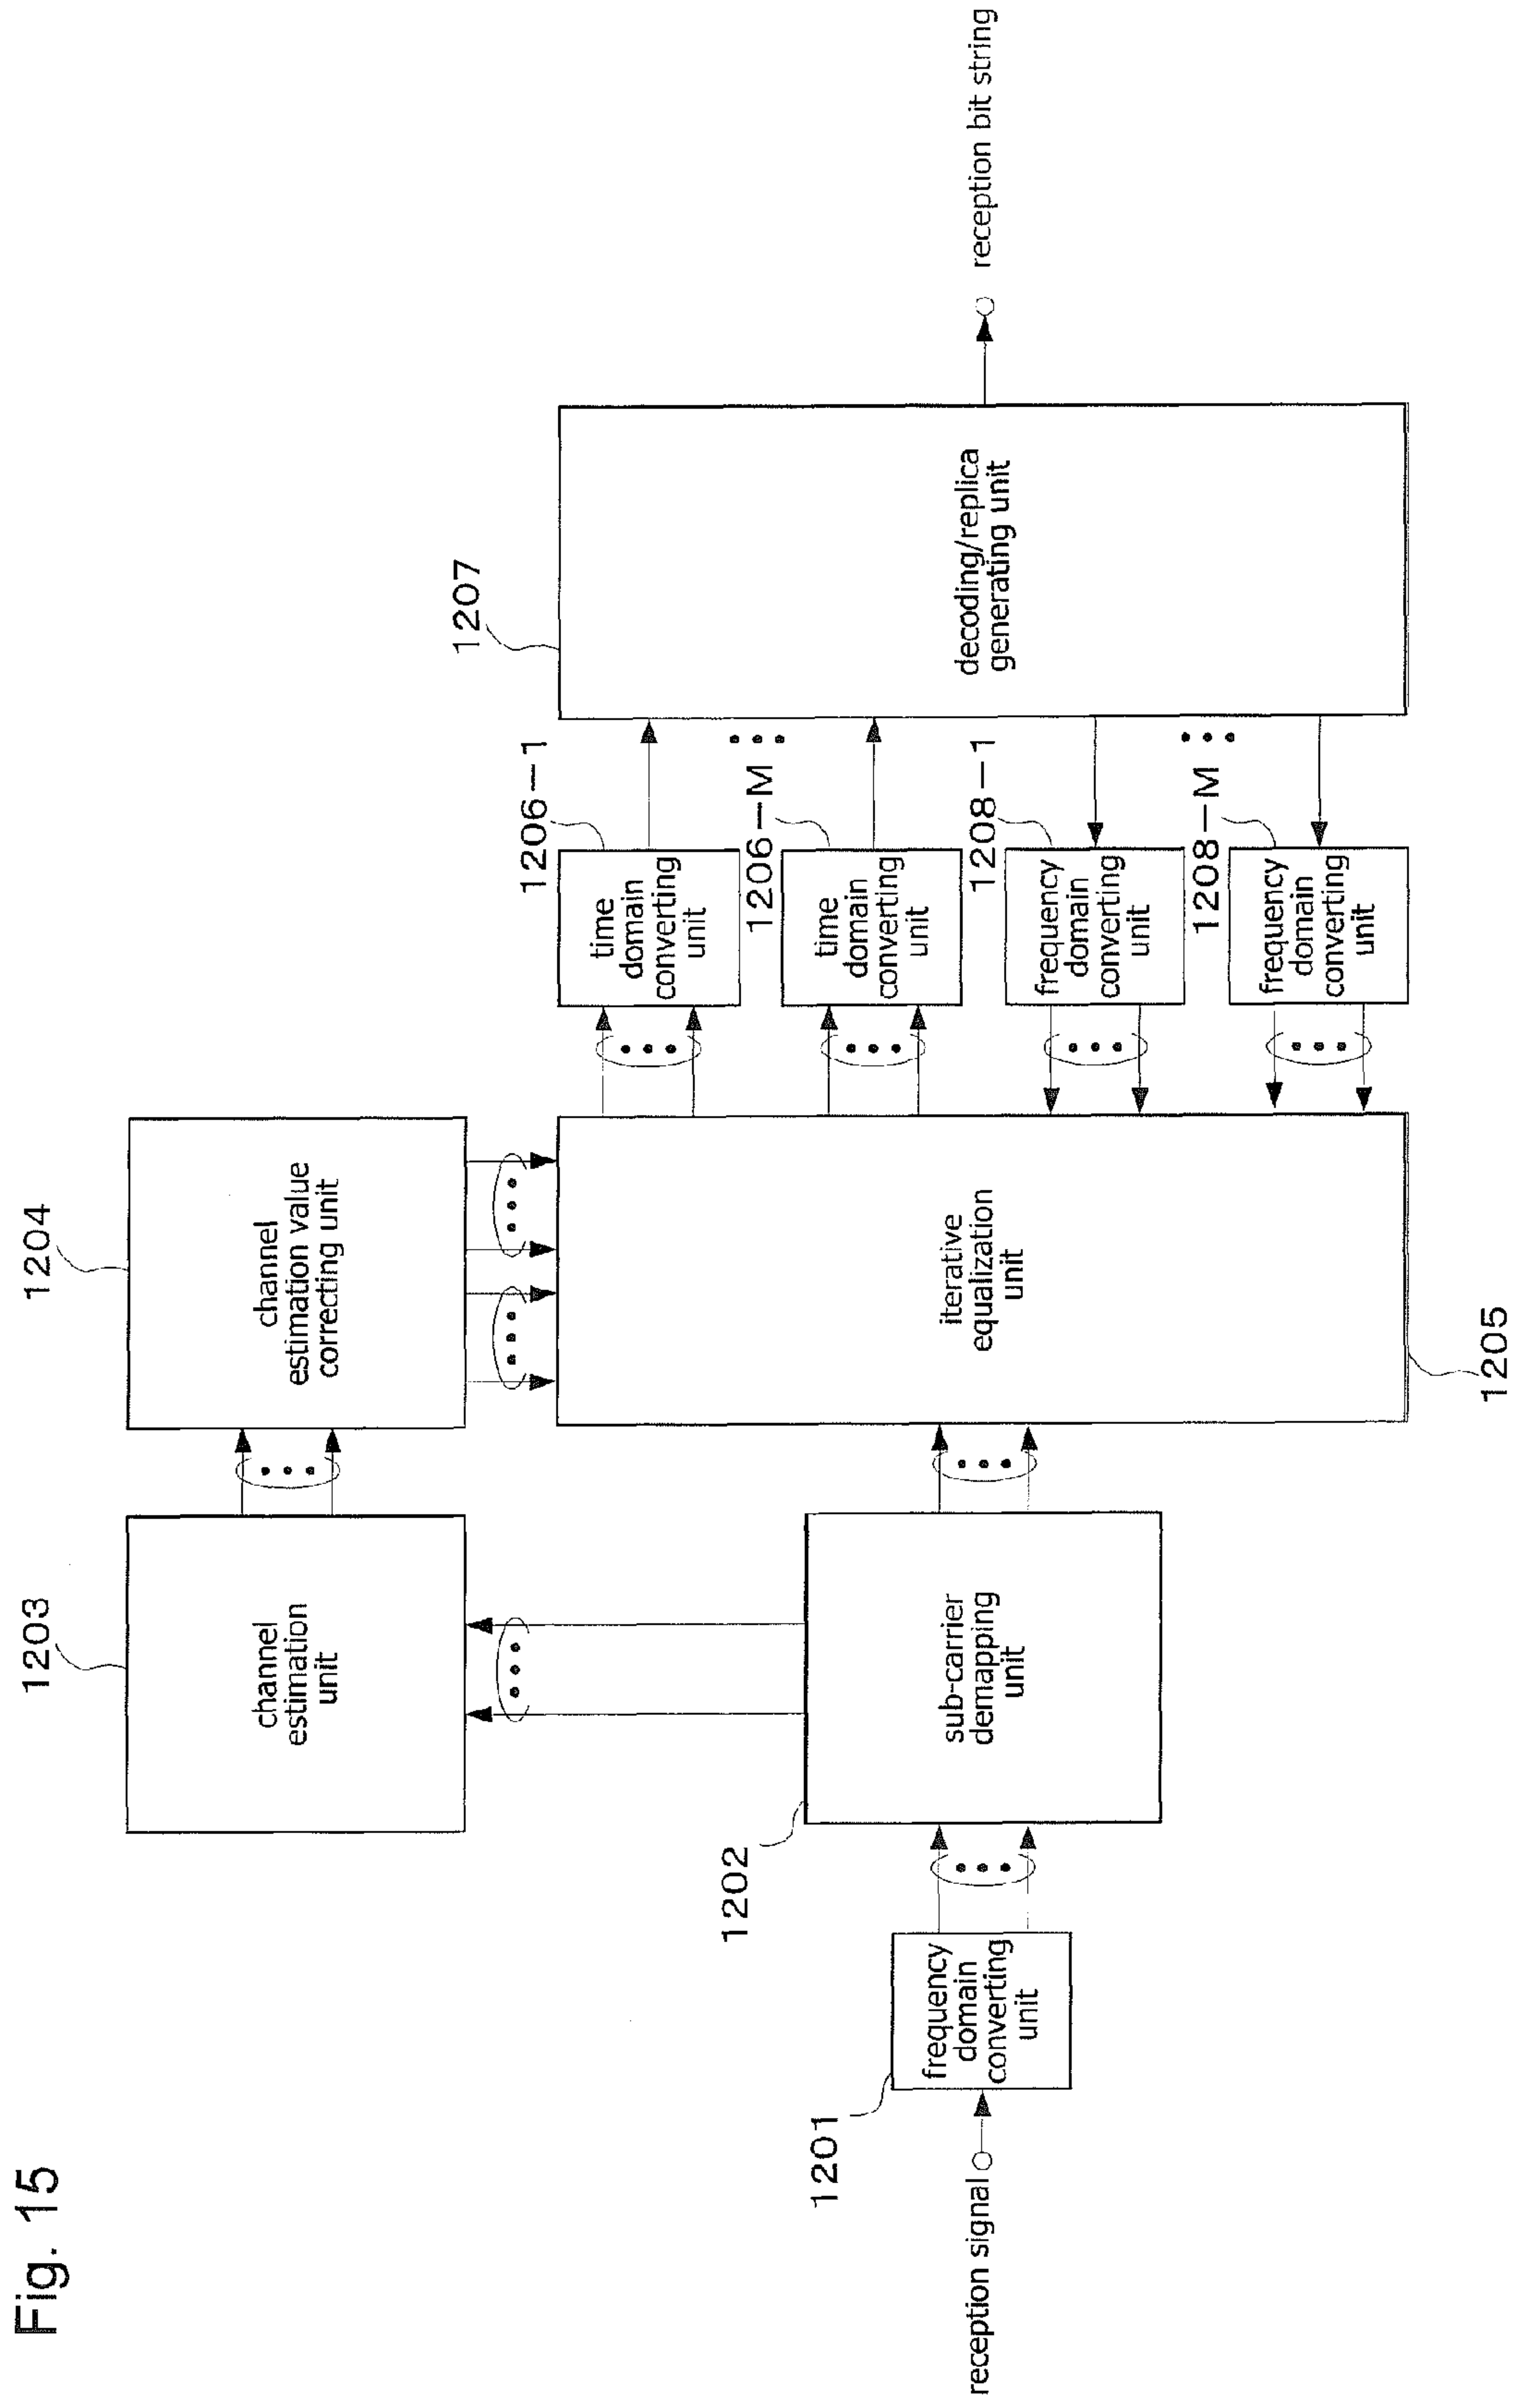 Fig. 15
1203
channel
estimation
unit
1204
channel
estimation value
correcting unit
reception signal
1201
frequency
domain
converting
unit
1202
sub-carrier
demapping
unit
iterative
equalization
unit
1205
1206—1
time
domain
converting
unit
1206—M
time
domain
converting
unit
1208—1
frequency
domain
converting
unit
1208—M
frequency
domain
converting
unit
1207
decoding/replica
generating unit
reception bit string